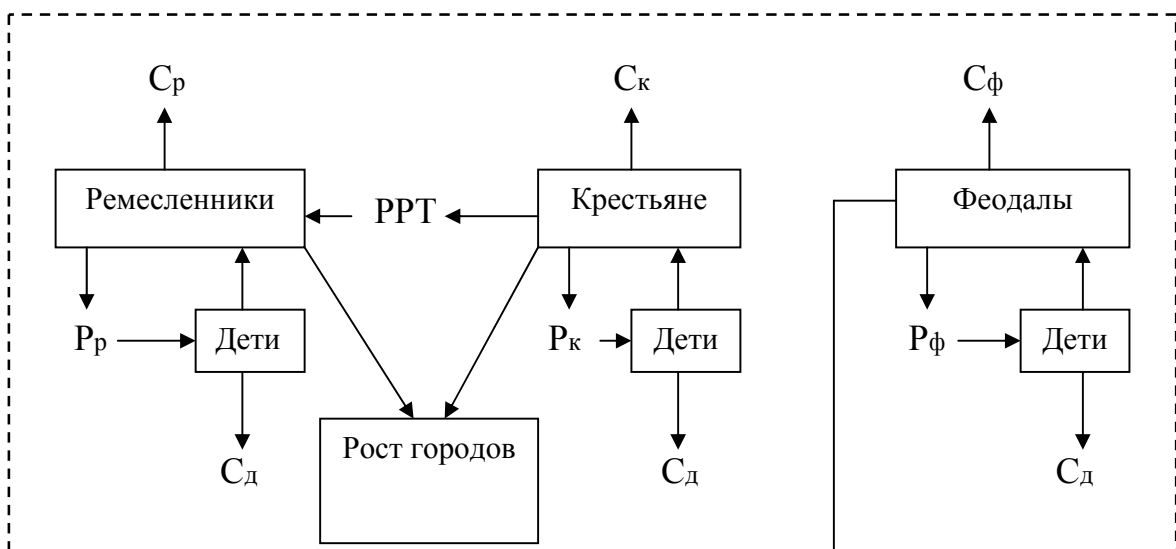 Ср Ск Сф
Ремесленники РРТ Крестьяне Феодалы
Рр Дети Рк Дети Рф Дети
Рост городов
Сд Сд Сд